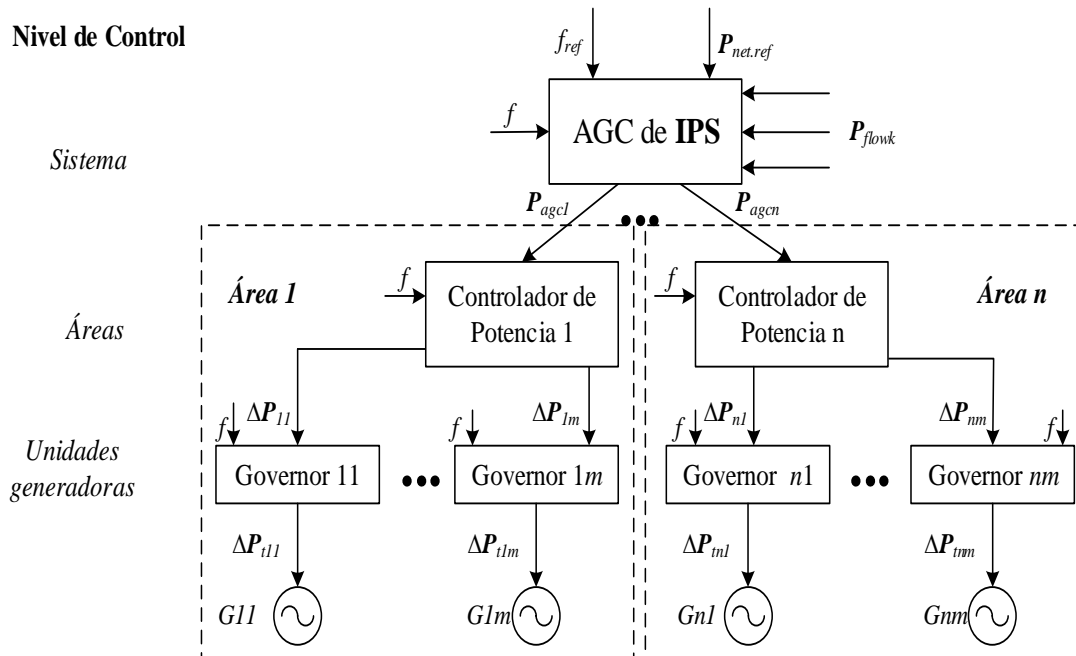 Nivel de Control
f_ref
P_net.ref
f
AGC de IPS
P_flowk
Sistema
P_agc1
P_agcn
Área 1
f
Controlador de
Potencia 1
f
Controlador de
Potencia n
Área n
Áreas
f
ΔP_11
f
ΔP_1m
f
ΔP_n1
ΔP_nm
f
Unidades
generadoras
Governor 11
Governor 1m
Governor n1
Governor nm
ΔP_t11
ΔP_t1m
ΔP_tn1
ΔP_tnm
G11
G1m
Gn1
Gnm